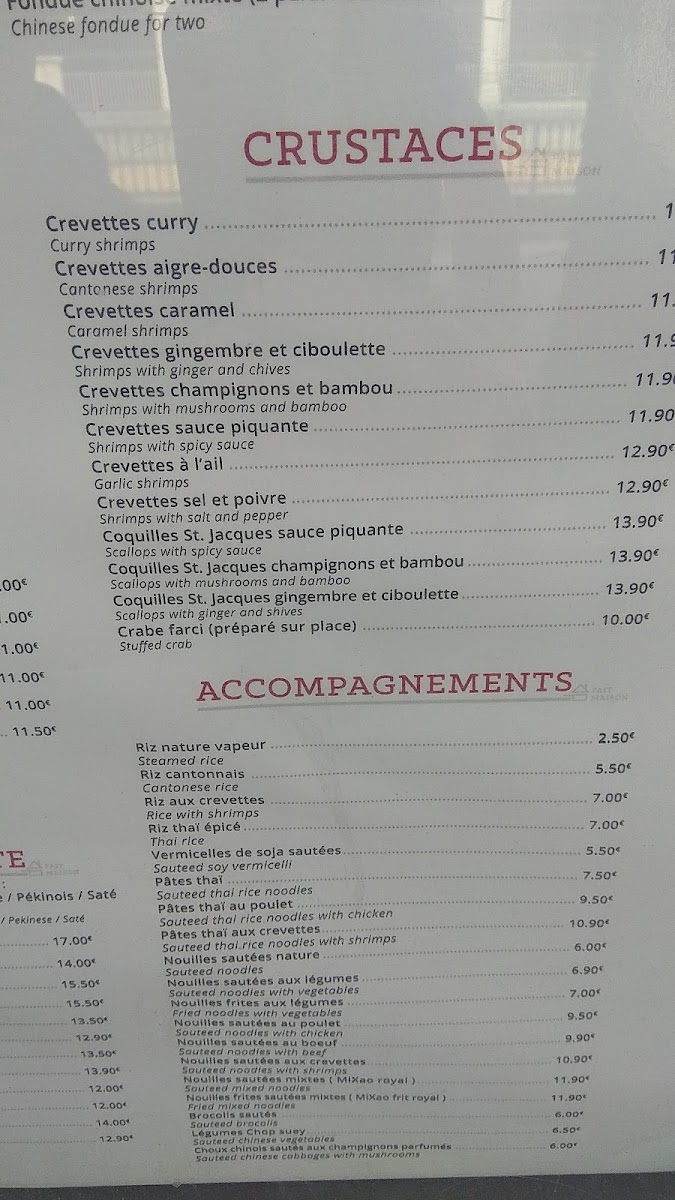 Chinese fondue for two
CRUSTACES
Crevettes curry
Curry shrimps
Crevettes aigre-douces
Cantonese shrimps
Crevettes caramel
Caramel shrimps
Crevettes gingembre et ciboulette
Shrimps with ginger and chives
Crevettes champignons et bambou
Shrimps with mushrooms and bamboo
Crevettes sauce piquante 11.90
Shrimps with spicy sauce
Crevettes à l'ail 12.90€
Garlic shrimps
Crevettes sel et poivre 12.90€
Shrimps with salt and pepper
Coquilles St. Jacques sauce piquante 13.90€
Scallops with spicy sauce
Coquilles St. Jacques champignons et bambou 13.90€
Scallops with mushrooms and bamboo
Coquilles St. Jacques gingembre et ciboulette 13.90€
Scallops with ginger and shives
Crabe farci (préparé sur place) 10.00€
Stuffed crab
ACCOMPAGNEMENTS
Riz nature vapeur 2.50€
Steamed rice
Riz cantonnais 5.50€
Cantonese rice
Riz aux crevettes 7.00€
Rice with shrimps
Riz thaï épicé 7.00€
Thai rice
Vermicelles de soja sautées 5.50€
Sauteed soy vermicelli
Pâtes thaï 7.50€
Sauteed thai rice noodles
Pâtes thaï au poulet 9.50€
Sauteed thai rice noodles with chicken
Pâtes thaï aux crevettes 10.90€
Sauteed thai rice noodles with shrimps
Nouilles sautées nature 6.00€
Sauteed noodles
Nouilles sautées aux légumes 6.90€
Sauteed noodles with vegetables
Nouilles frites aux légumes 7.00€
Fried noodles with vegetables
Nouilles sautées au poulet 9.50€
Sauteed noodles with chicken
Nouilles sautées au boeuf 9.90€
Sauteed noodles with beef
Nouilles sautées aux crevettes 10.90€
Sauteed noodles with shrimps
Nouilles sautées mixtes ( MiXao royal ) 11.90€
Sauteed mixed noodles
Nouilles frites sautées mixtes ( MiXao frit royal ) 11.90€
Fried mixed noodles
Brocolis sautés 6.00€
Sauteed brocolis
Légumes Chop suey 6.50€
Sauteed chinese vegetables
Choux chinois sautés aux champignons parfumés 6.00€
Sauteed chinese cabbages with mushrooms
.00€
.00€
1.00€
11.00€
11.00€
11.50€
TE
/ Pékinois / Saté
/ Pekinese / Saté
17.00€
14.00€
15.50€
15.50€
13.50€
12.90€
13.50€
13.90€
12.00€
12.00€
14.00€
12.90€